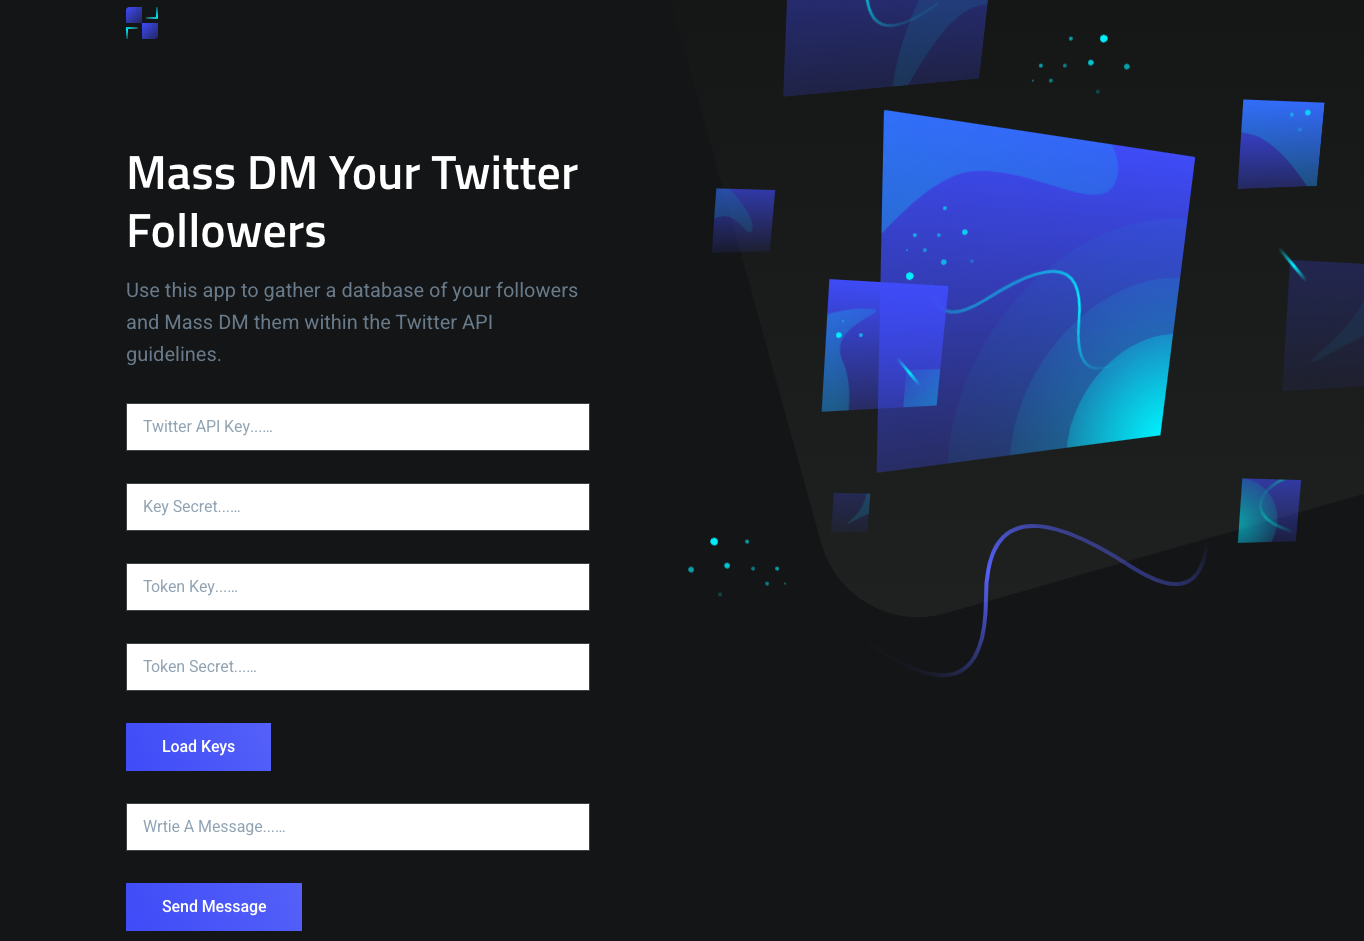 Mass DM Your Twitter
Followers
Use this app to gather a database of your followers
and Mass DM them within the Twitter API
guidelines.
Twitter API Key......
Key Secret......
Token Key......
Token Secret......
Load Keys
Wrtie A Message......
Send Message